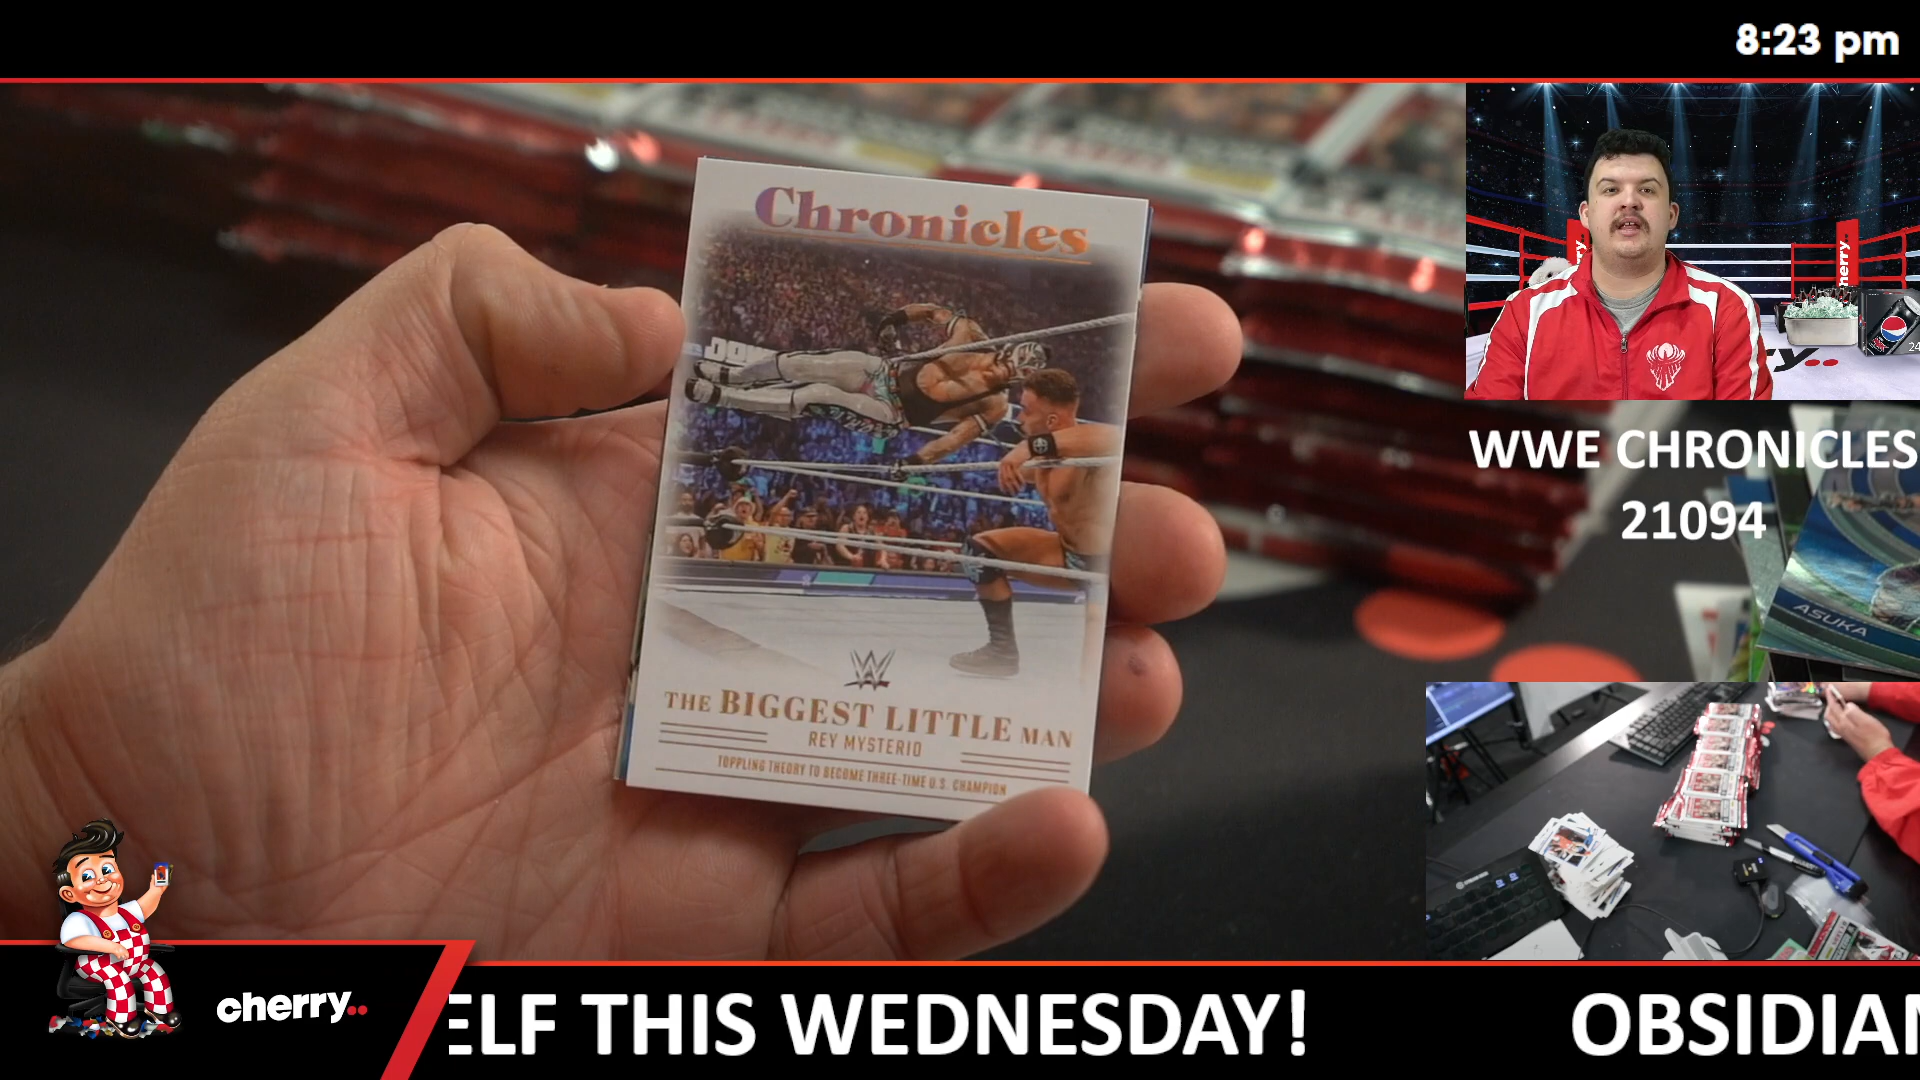 8:23 pm
Chronicles
W
THE BIGGEST LITTLE MAN
REY MYSTERIO
TOPPLING THEORY TO BECOME THREE-TIME U.S. CHAMPION
cherry
WWE CHRONICLES
21094
ASUKA
cherry..
ELF THIS WEDNESDAY!
OBSIDIAN